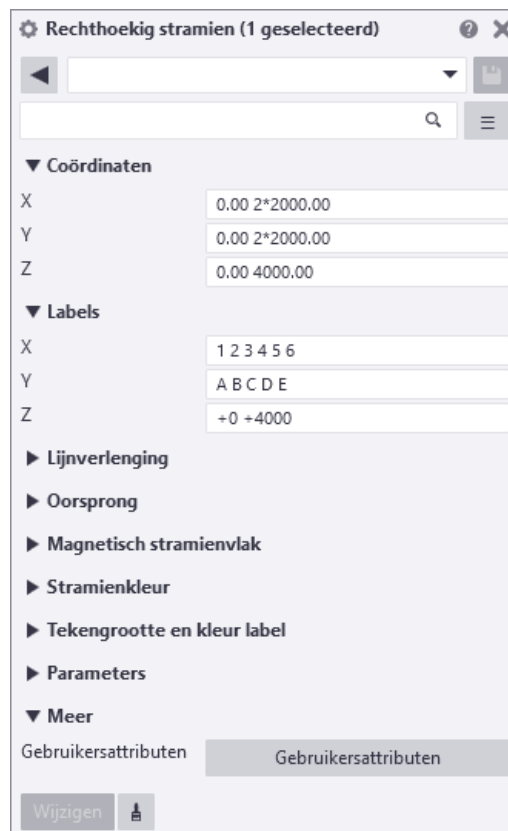 Rechthoekig stramien (1 geselecteerd)
Coördinaten
X 0.00 2*2000.00
Y 0.00 2*2000.00
Z 0.00 4000.00
Labels
X 1 2 3 4 5 6
Y A B C D E
Z +0 +4000
Lijnverlenging
Oorsprong
Magnetisch stramienvlak
Stramienkleur
Tekengrootte en kleur label
Parameters
Meer
Gebruikersattributen Gebruikersattributen
Wijzigen